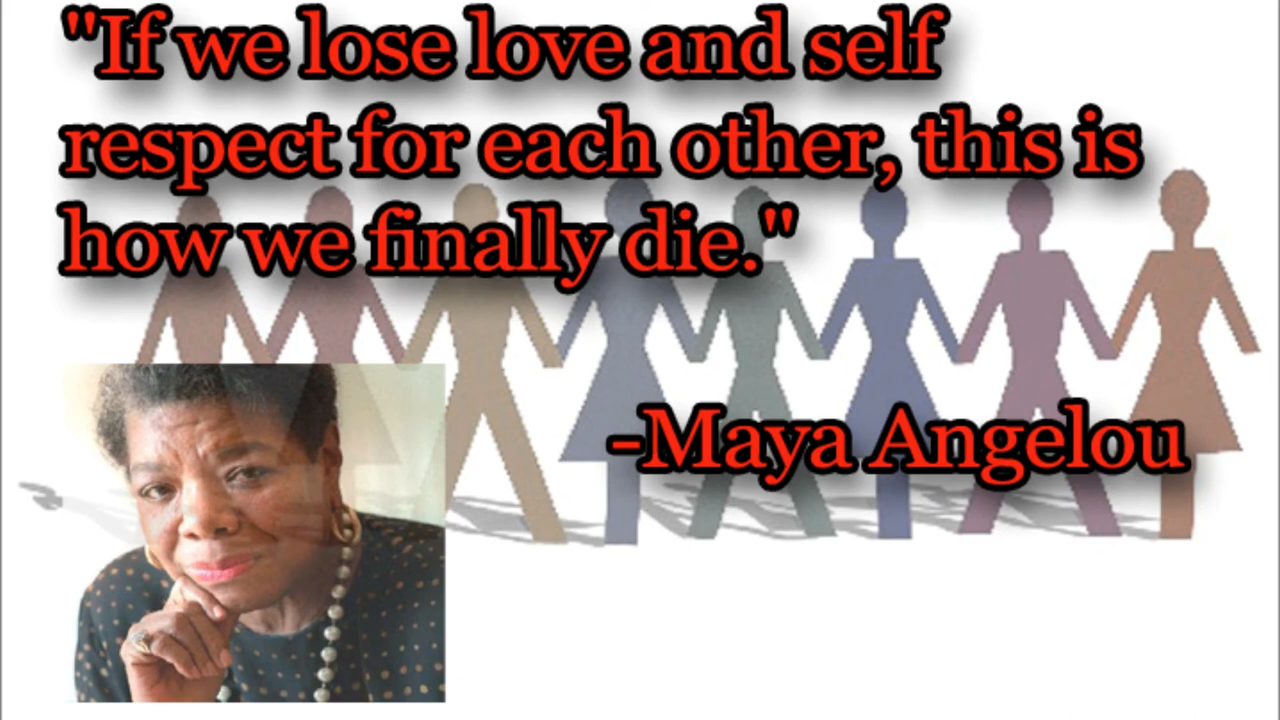 "If we lose love and self
respect for each other, this is
how we finally die."
-Maya Angelou